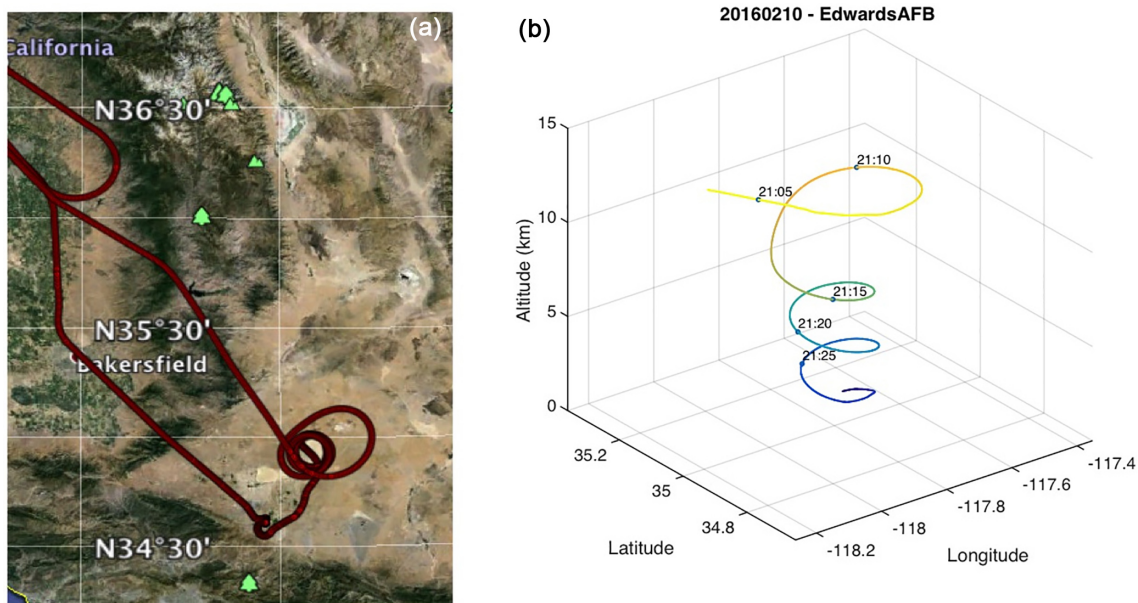 (a)
California
N36°30'
N35°30'
Bakersfield
N34°30'
(b)
20160210 - EdwardsAFB
15
10
5
0
Altitude (km)
21:10
21:05
21:15
21:20
21:25
35.2
35
34.8
Latitude
-118.2
-118
-117.8
-117.6
-117.4
Longitude